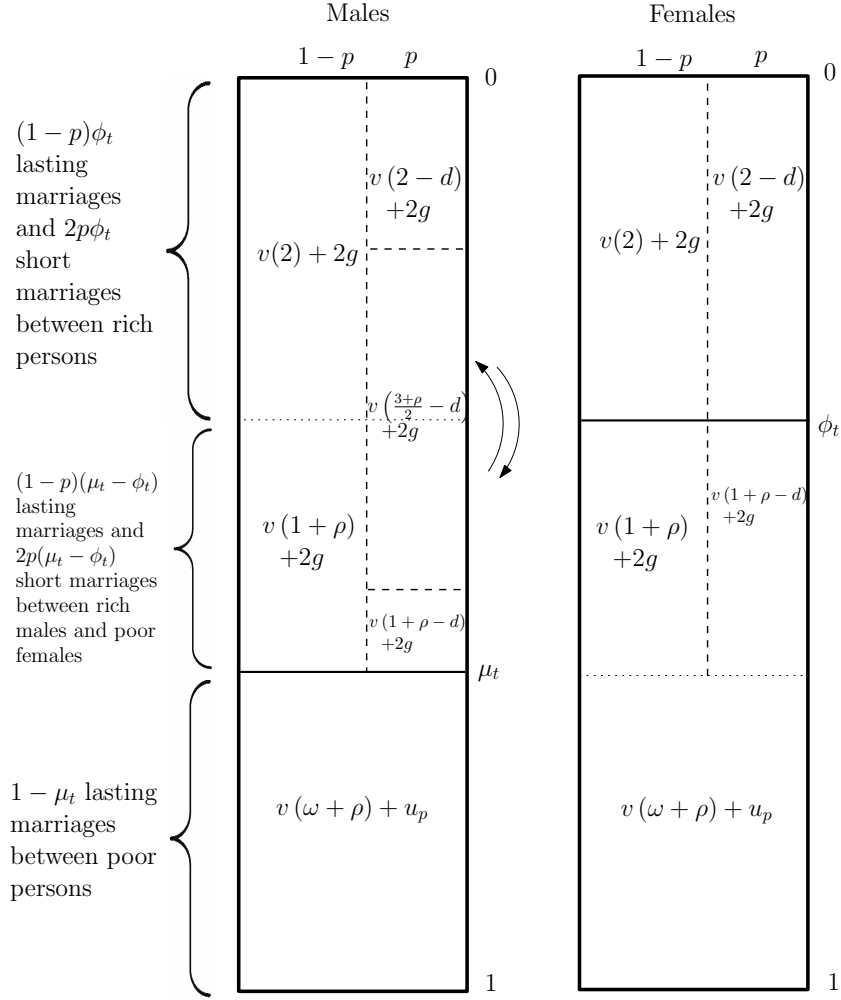 Males
Females
1 − p
p
1 − p
p
0
0
(1 − p)ϕ_t
lasting
marriages
and 2pϕ_t
short
marriages
between rich
persons
v(2) + 2g
v (2 − d)
+2g
v(2) + 2g
v (2 − d)
+2g
v ((3+ρ)/2 − d)
+2g
ϕ_t
(1 − p)(μ_t − ϕ_t)
lasting
marriages and
2p(μ_t − ϕ_t)
short marriages
between rich
males and poor
females
v (1 + ρ)
+2g
v (1 + ρ − d)
+2g
v (1 + ρ)
+2g
v (1 + ρ − d)
+2g
μ_t
1 − μ_t lasting
marriages
between poor
persons
v (ω + ρ) + u_p
v (ω + ρ) + u_p
1
1